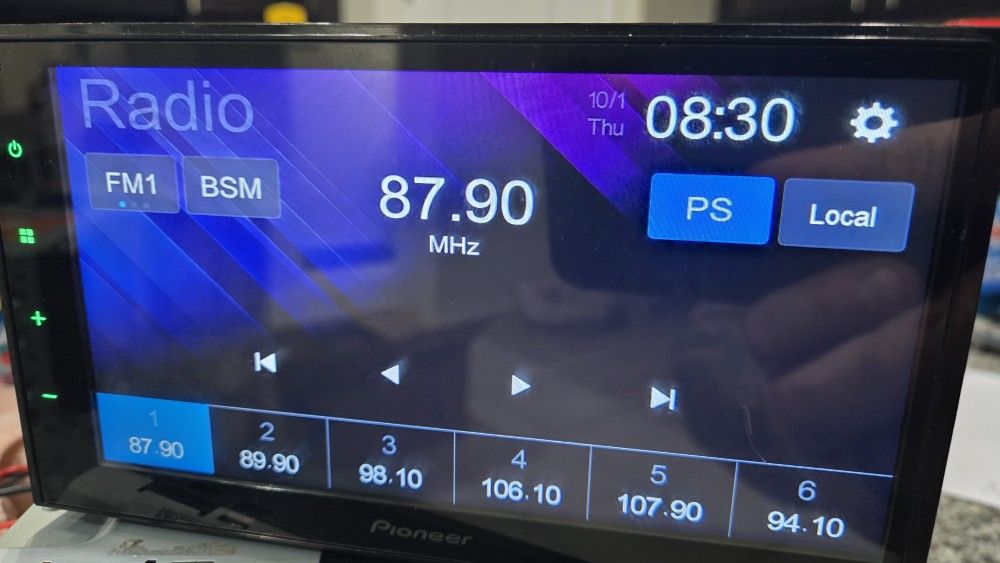 Radio
10/1
Thu
08:30
FM1
BSM
87.90
MHz
PS
Local
1
87.90
2
89.90
3
98.10
4
106.10
5
107.90
6
94.10
Pioneer